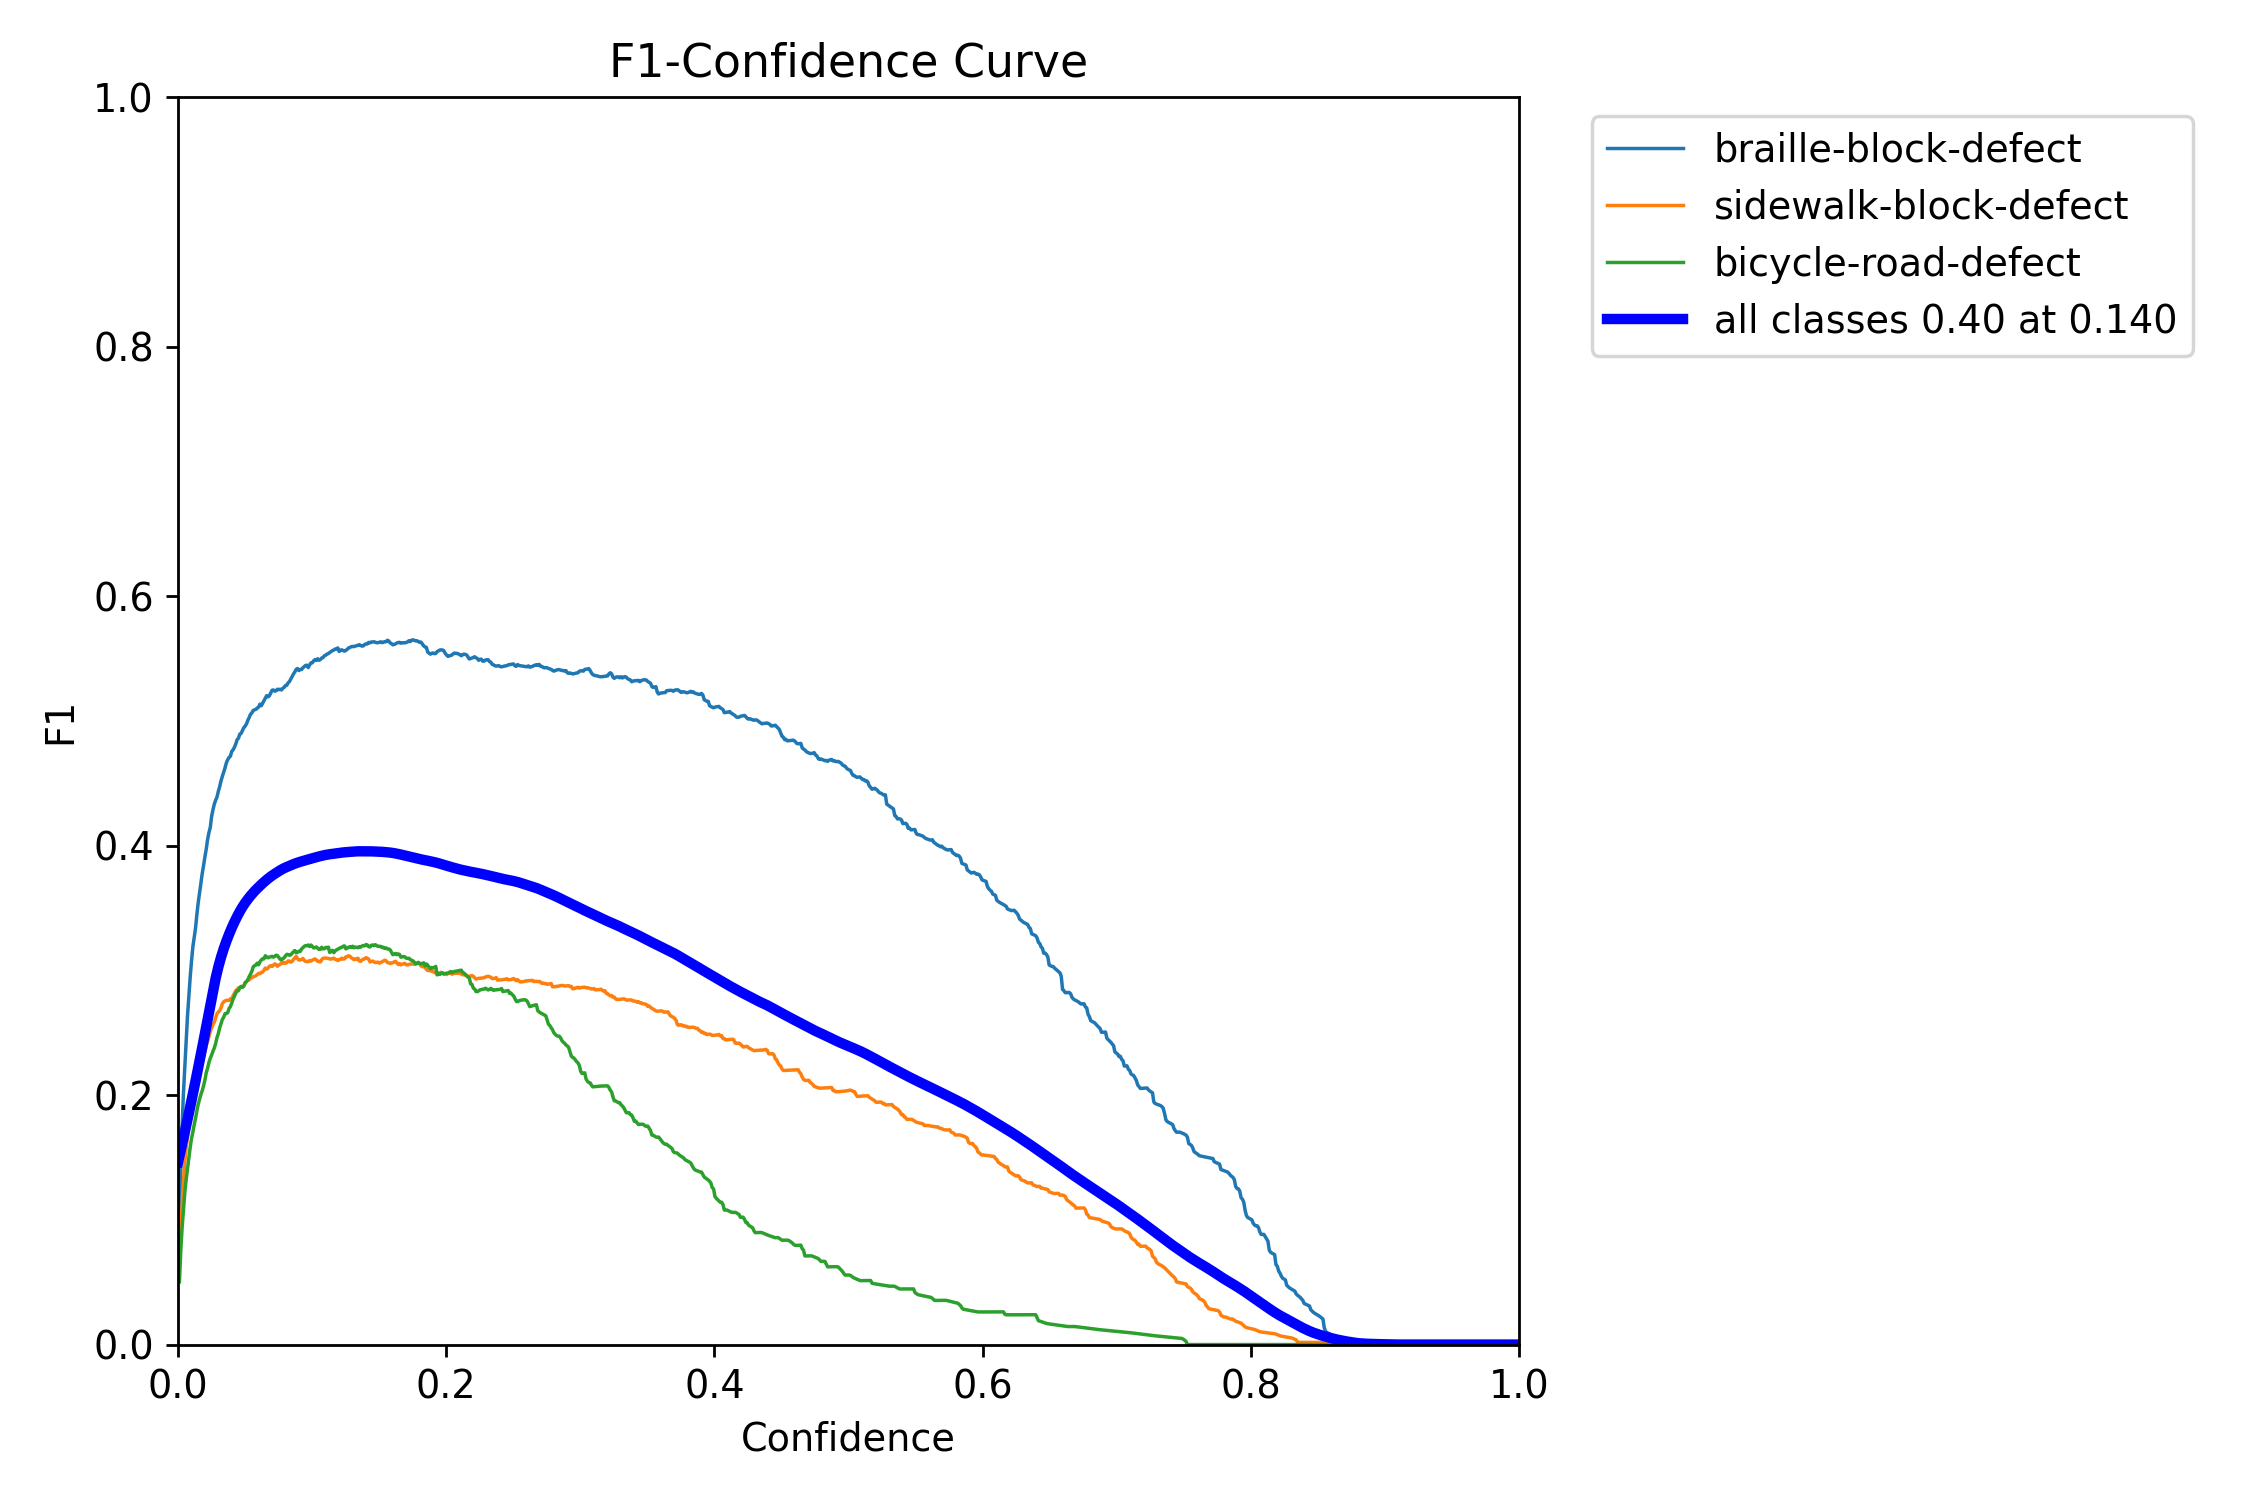 F1-Confidence Curve
1.0
0.8
0.6
0.4
0.2
0.0
F1
0.0 0.2 0.4 0.6 0.8 1.0
Confidence
braille-block-defect
sidewalk-block-defect
bicycle-road-defect
all classes 0.40 at 0.140